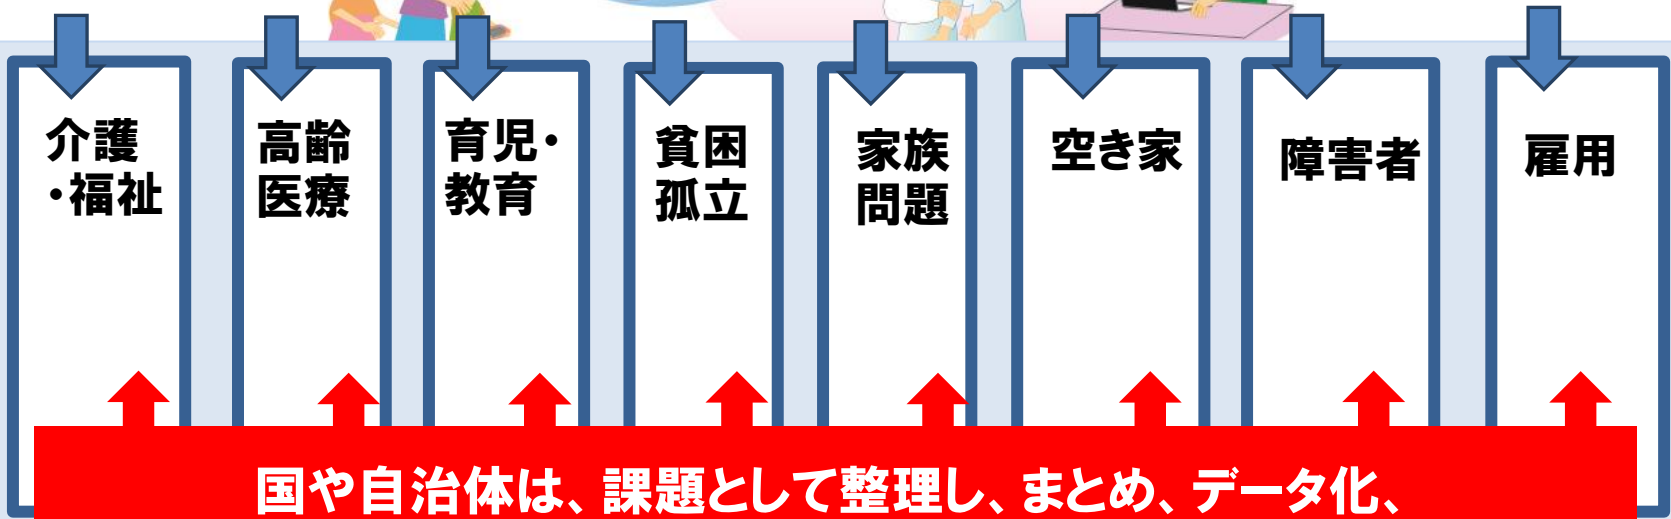 介護
・福祉
高齢
医療
育児・
教育
貧困
孤立
家族
問題
空き家
障害者
雇用
国や自治体は、課題として整理し、まとめ、データ化、